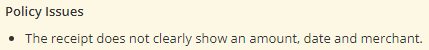 Policy Issues
• The receipt does not clearly show an amount, date and merchant.